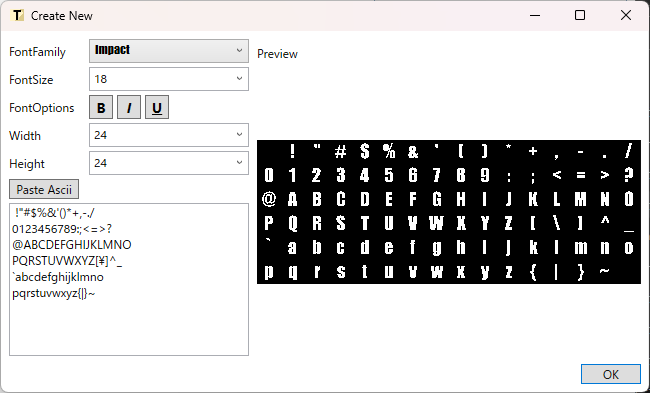 Create New
FontFamily
Impact
FontSize
18
FontOptions
B I U
Width
24
Height
24
Paste Ascii
 !"#$%&'()*+,-./
0123456789:;<=>?
@ABCDEFGHIJKLMNO
PQRSTUVWXYZ[¥]^_
`abcdefghijklmno
pqrstuvwxyz{|}~
Preview
! " # $ % & ' ( ) * + , - . /
0 1 2 3 4 5 6 7 8 9 : ; < = > ?
@ A B C D E F G H I J K L M N O
P Q R S T U V W X Y Z [ \ ] ^ _
` a b c d e f g h i j k l m n o
p q r s t u v w x y z { | } ~
OK